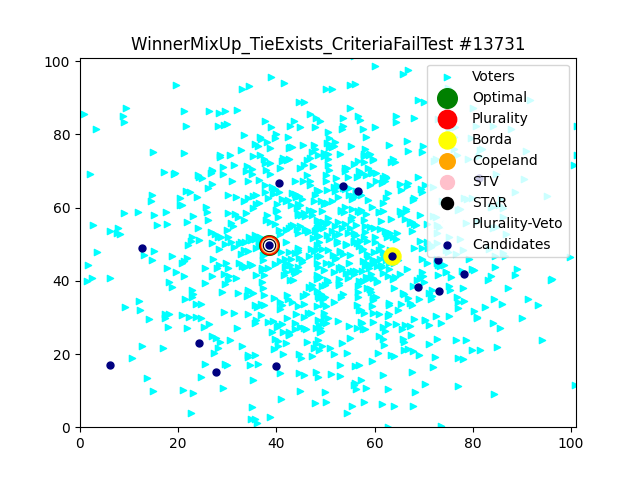 WinnerMixUp_TieExists_CriteriaFailTest #13731
100
80
60
40
20
0
0
20
40
60
80
100
Voters
Optimal
Plurality
Borda
Copeland
STV
STAR
Plurality-Veto
Candidates